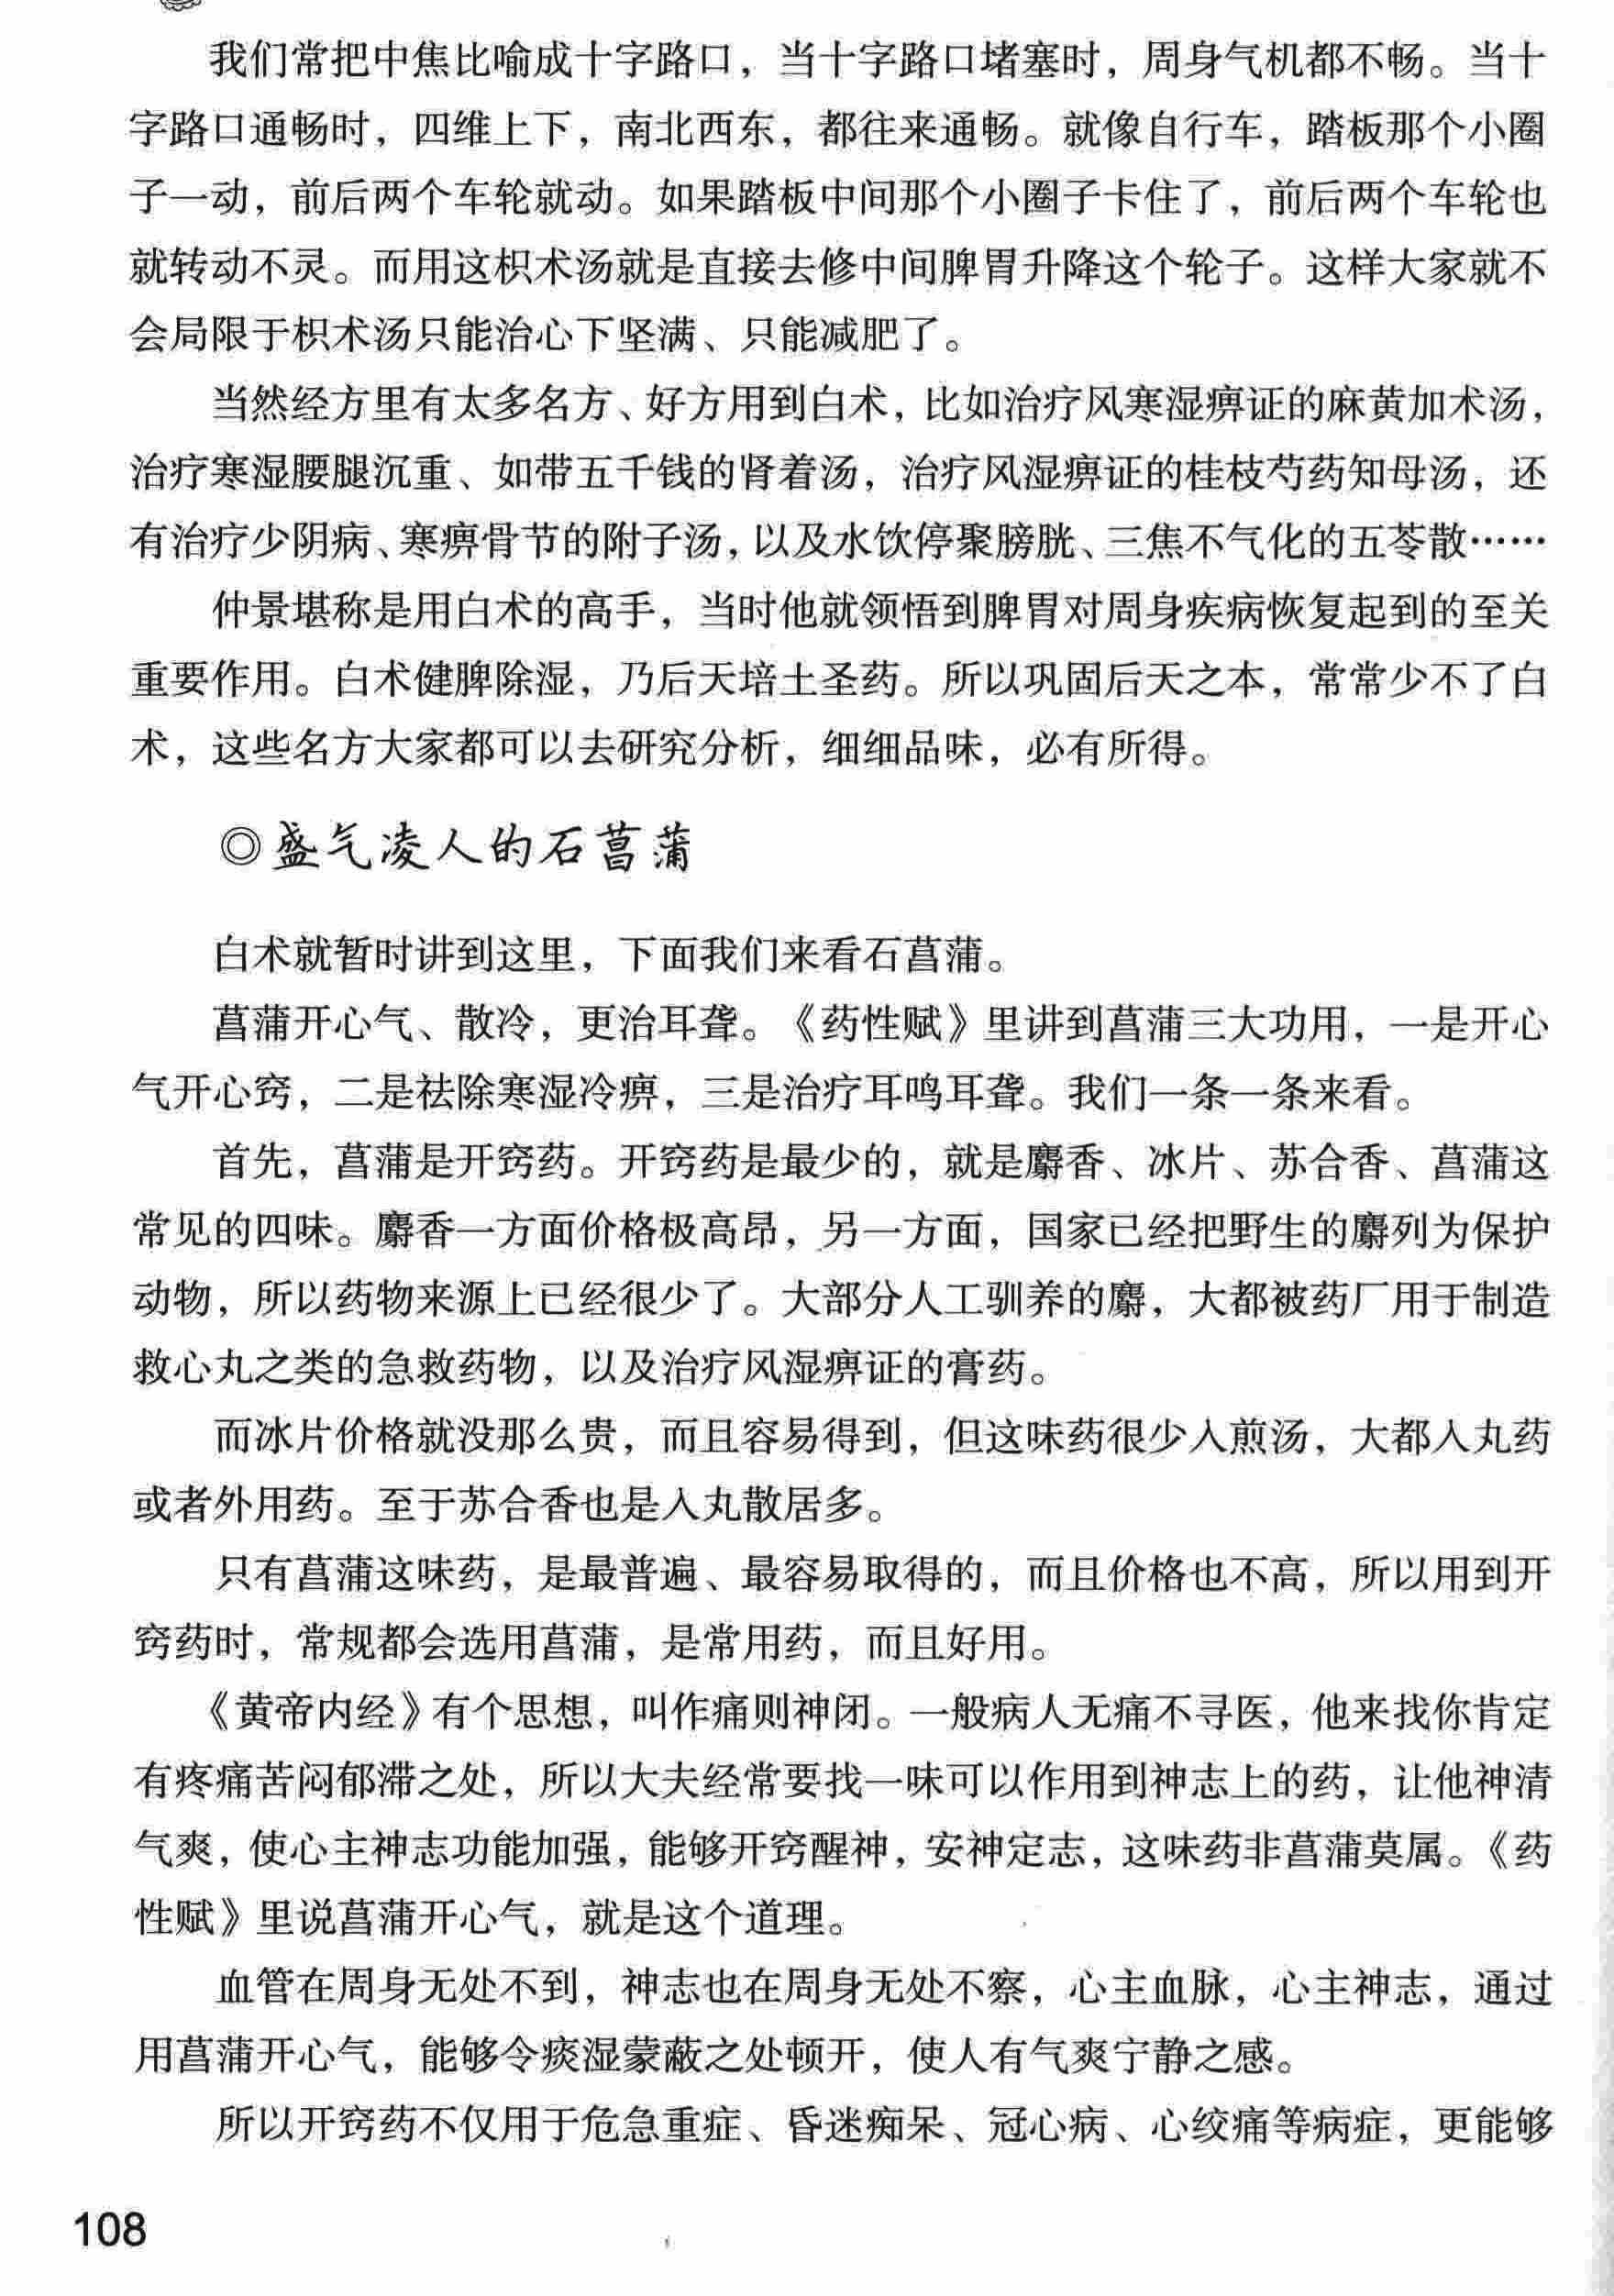 我们常把中焦比喻成十字路口，当十字路口堵塞时，周身气机都不畅。当十
字路口通畅时，四维上下，南北西东，都往来通畅。就像自行车，踏板那个小圈
子一动，前后两个车轮就动。如果踏板中间那个小圈子卡住了，前后两个车轮也
就转动不灵。而用这枳术汤就是直接去修中间脾胃升降这个轮子。这样大家就不
会局限于枳术汤只能治心下坚满、只能减肥了。
当然经方里有太多名方、好方用到白术，比如治疗风寒湿痹证的麻黄加术汤，
治疗寒湿腰腿沉重、如带五千钱的肾着汤，治疗风湿痹证的桂枝芍药知母汤，还
有治疗少阴病、寒痹骨节的附子汤，以及水饮停聚膀胱、三焦不气化的五苓散……
仲景堪称是用白术的高手，当时他就领悟到脾胃对周身疾病恢复起到的至关
重要作用。白术健脾除湿，乃后天培土圣药。所以巩固后天之本，常常少不了白
术，这些名方大家都可以去研究分析，细细品味，必有所得。
◎盛气凌人的石菖蒲
白术就暂时讲到这里，下面我们来看石菖蒲。
菖蒲开心气、散冷，更治耳聋。《药性赋》里讲到菖蒲三大功用，一是开心
气开心窍，二是祛除寒湿冷痹，三是治疗耳鸣耳聋。我们一条一条来看。
首先，菖蒲是开窍药。开窍药是最少的，就是麝香、冰片、苏合香、菖蒲这
常见的四味。麝香一方面价格极高昂，另一方面，国家已经把野生的麝列为保护
动物，所以药物来源上已经很少了。大部分人工驯养的麝，大都被药厂用于制造
救心丸之类的急救药物，以及治疗风湿痹证的膏药。
而冰片价格就没那么贵，而且容易得到，但这味药很少入煎汤，大都入丸药
或者外用药。至于苏合香也是入丸散居多。
只有菖蒲这味药，是最普遍、最容易取得的，而且价格也不高，所以用到开
窍药时，常规都会选用菖蒲，是常用药，而且好用。
《黄帝内经》有个思想，叫作痛则神闭。一般病人无痛不寻医，他来找你肯定
有疼痛苦闷郁滞之处，所以大夫经常要找一味可以作用到神志上的药，让他神清
气爽，使心主神志功能加强，能够开窍醒神，安神定志，这味药非菖蒲莫属。《药
性赋》里说菖蒲开心气，就是这个道理。
血管在周身无处不到，神志也在周身无处不察，心主血脉，心主神志，通过
用菖蒲开心气，能够令痰湿蒙蔽之处顿开，使人有气爽宁静之感。
所以开窍药不仅用于危急重症、昏迷痴呆、冠心病、心绞痛等病症，更能够
108